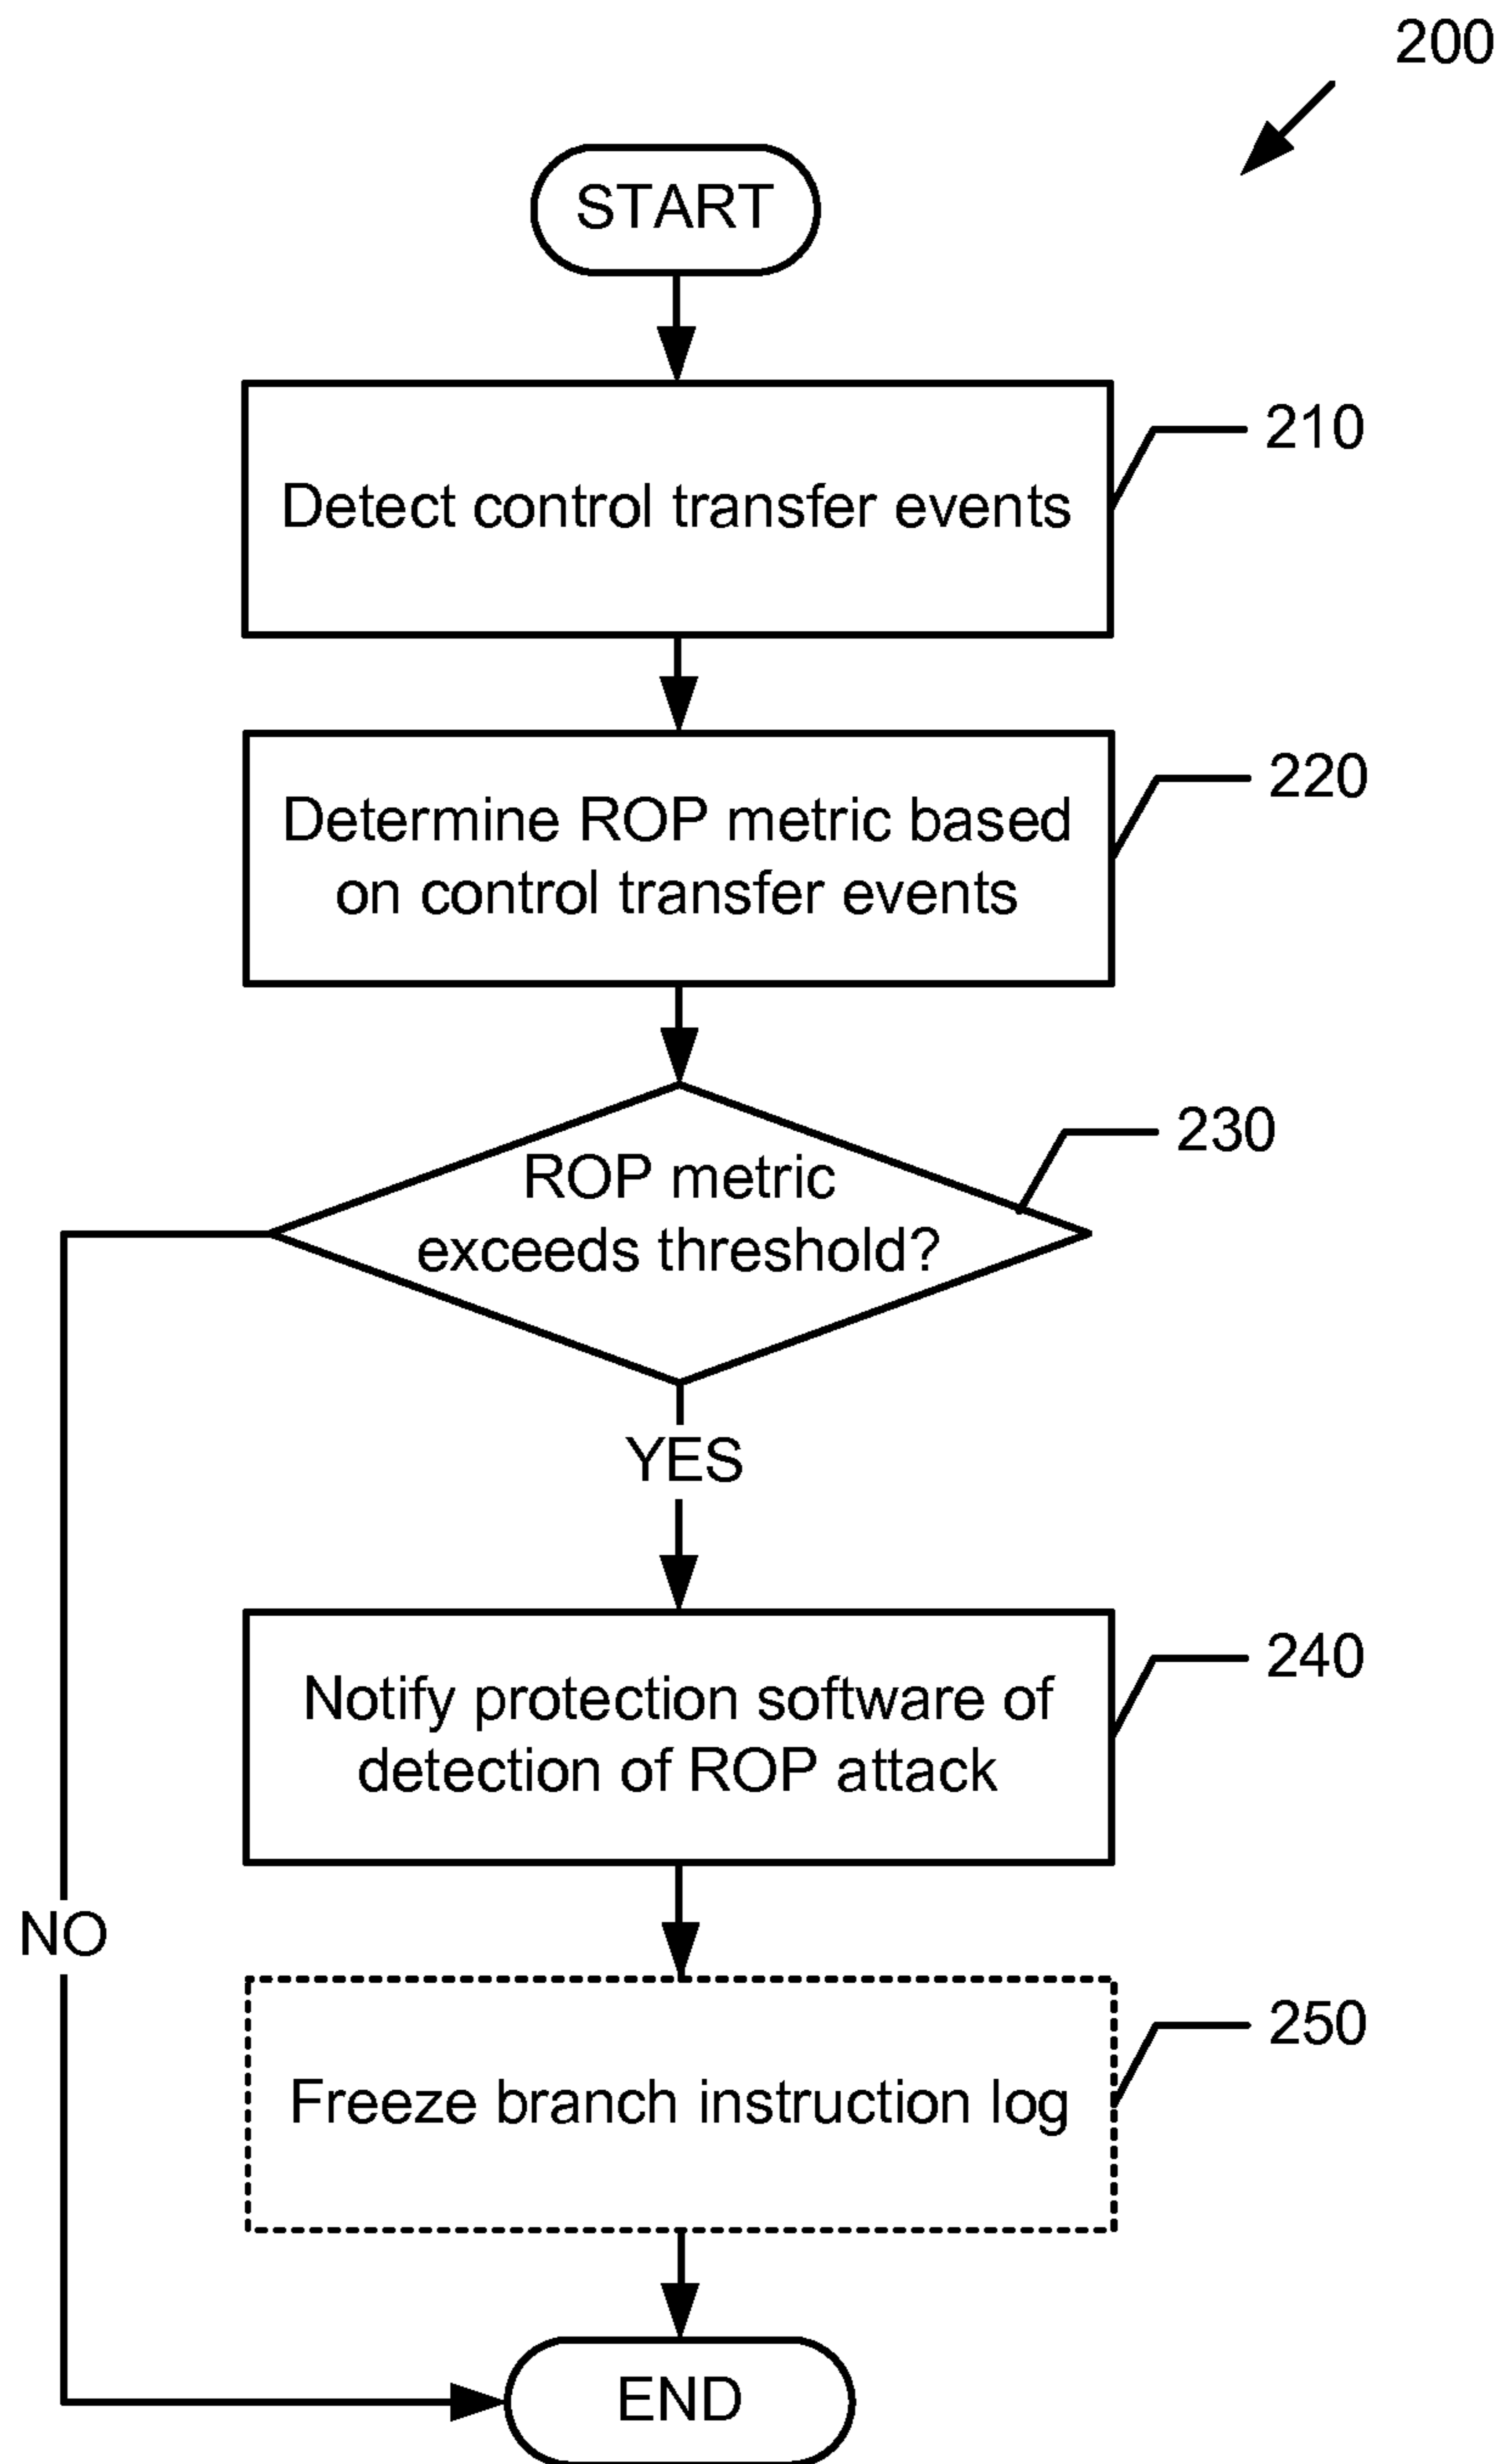 200
START
210
Detect control transfer events
220
Determine ROP metric based
on control transfer events
230
ROP metric
exceeds threshold?
YES
240
Notify protection software of
detection of ROP attack
NO
250
Freeze branch instruction log
END